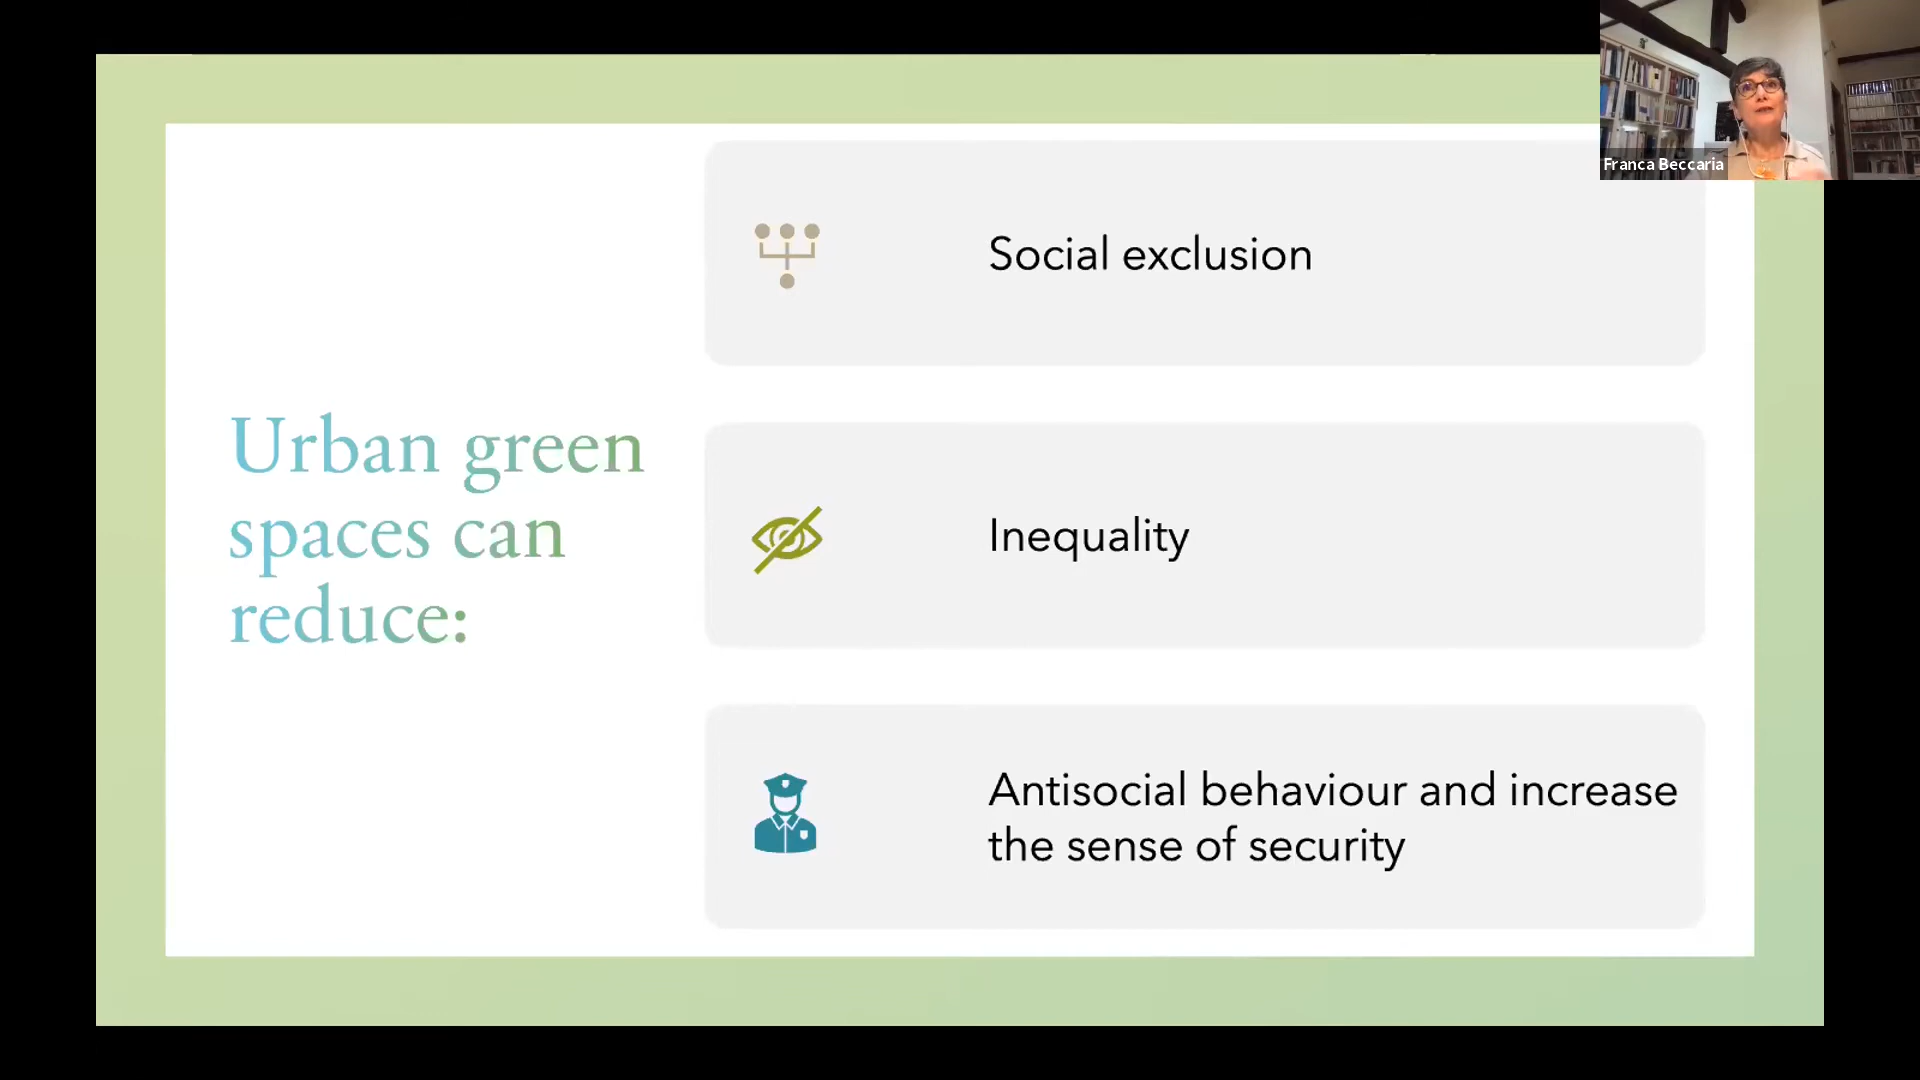 Franca Beccaria
Urban green
spaces can
reduce:
Social exclusion
Inequality
Antisocial behaviour and increase
the sense of security